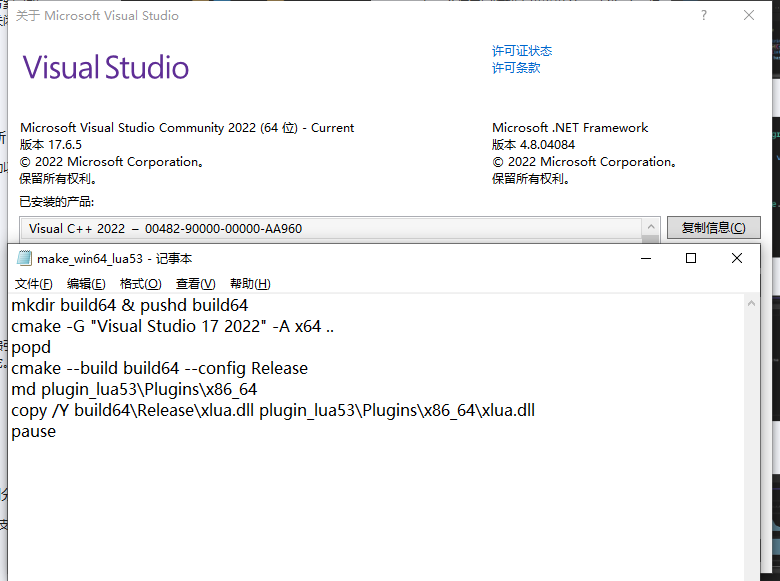 关于 Microsoft Visual Studio
?
Visual Studio
许可证状态
许可条款
Microsoft Visual Studio Community 2022 (64 位) - Current
版本 17.6.5
© 2022 Microsoft Corporation。
保留所有权利。
Microsoft .NET Framework
版本 4.8.04084
© 2022 Microsoft Corporation。
保留所有权利。
已安装的产品:
Visual C++ 2022 – 00482-90000-00000-AA960
复制信息(C)
make_win64_lua53 - 记事本
文件(F) 编辑(E) 格式(O) 查看(V) 帮助(H)
mkdir build64 & pushd build64
cmake -G "Visual Studio 17 2022" -A x64 ..
popd
cmake --build build64 --config Release
md plugin_lua53\Plugins\x86_64
copy /Y build64\Release\xlua.dll plugin_lua53\Plugins\x86_64\xlua.dll
pause